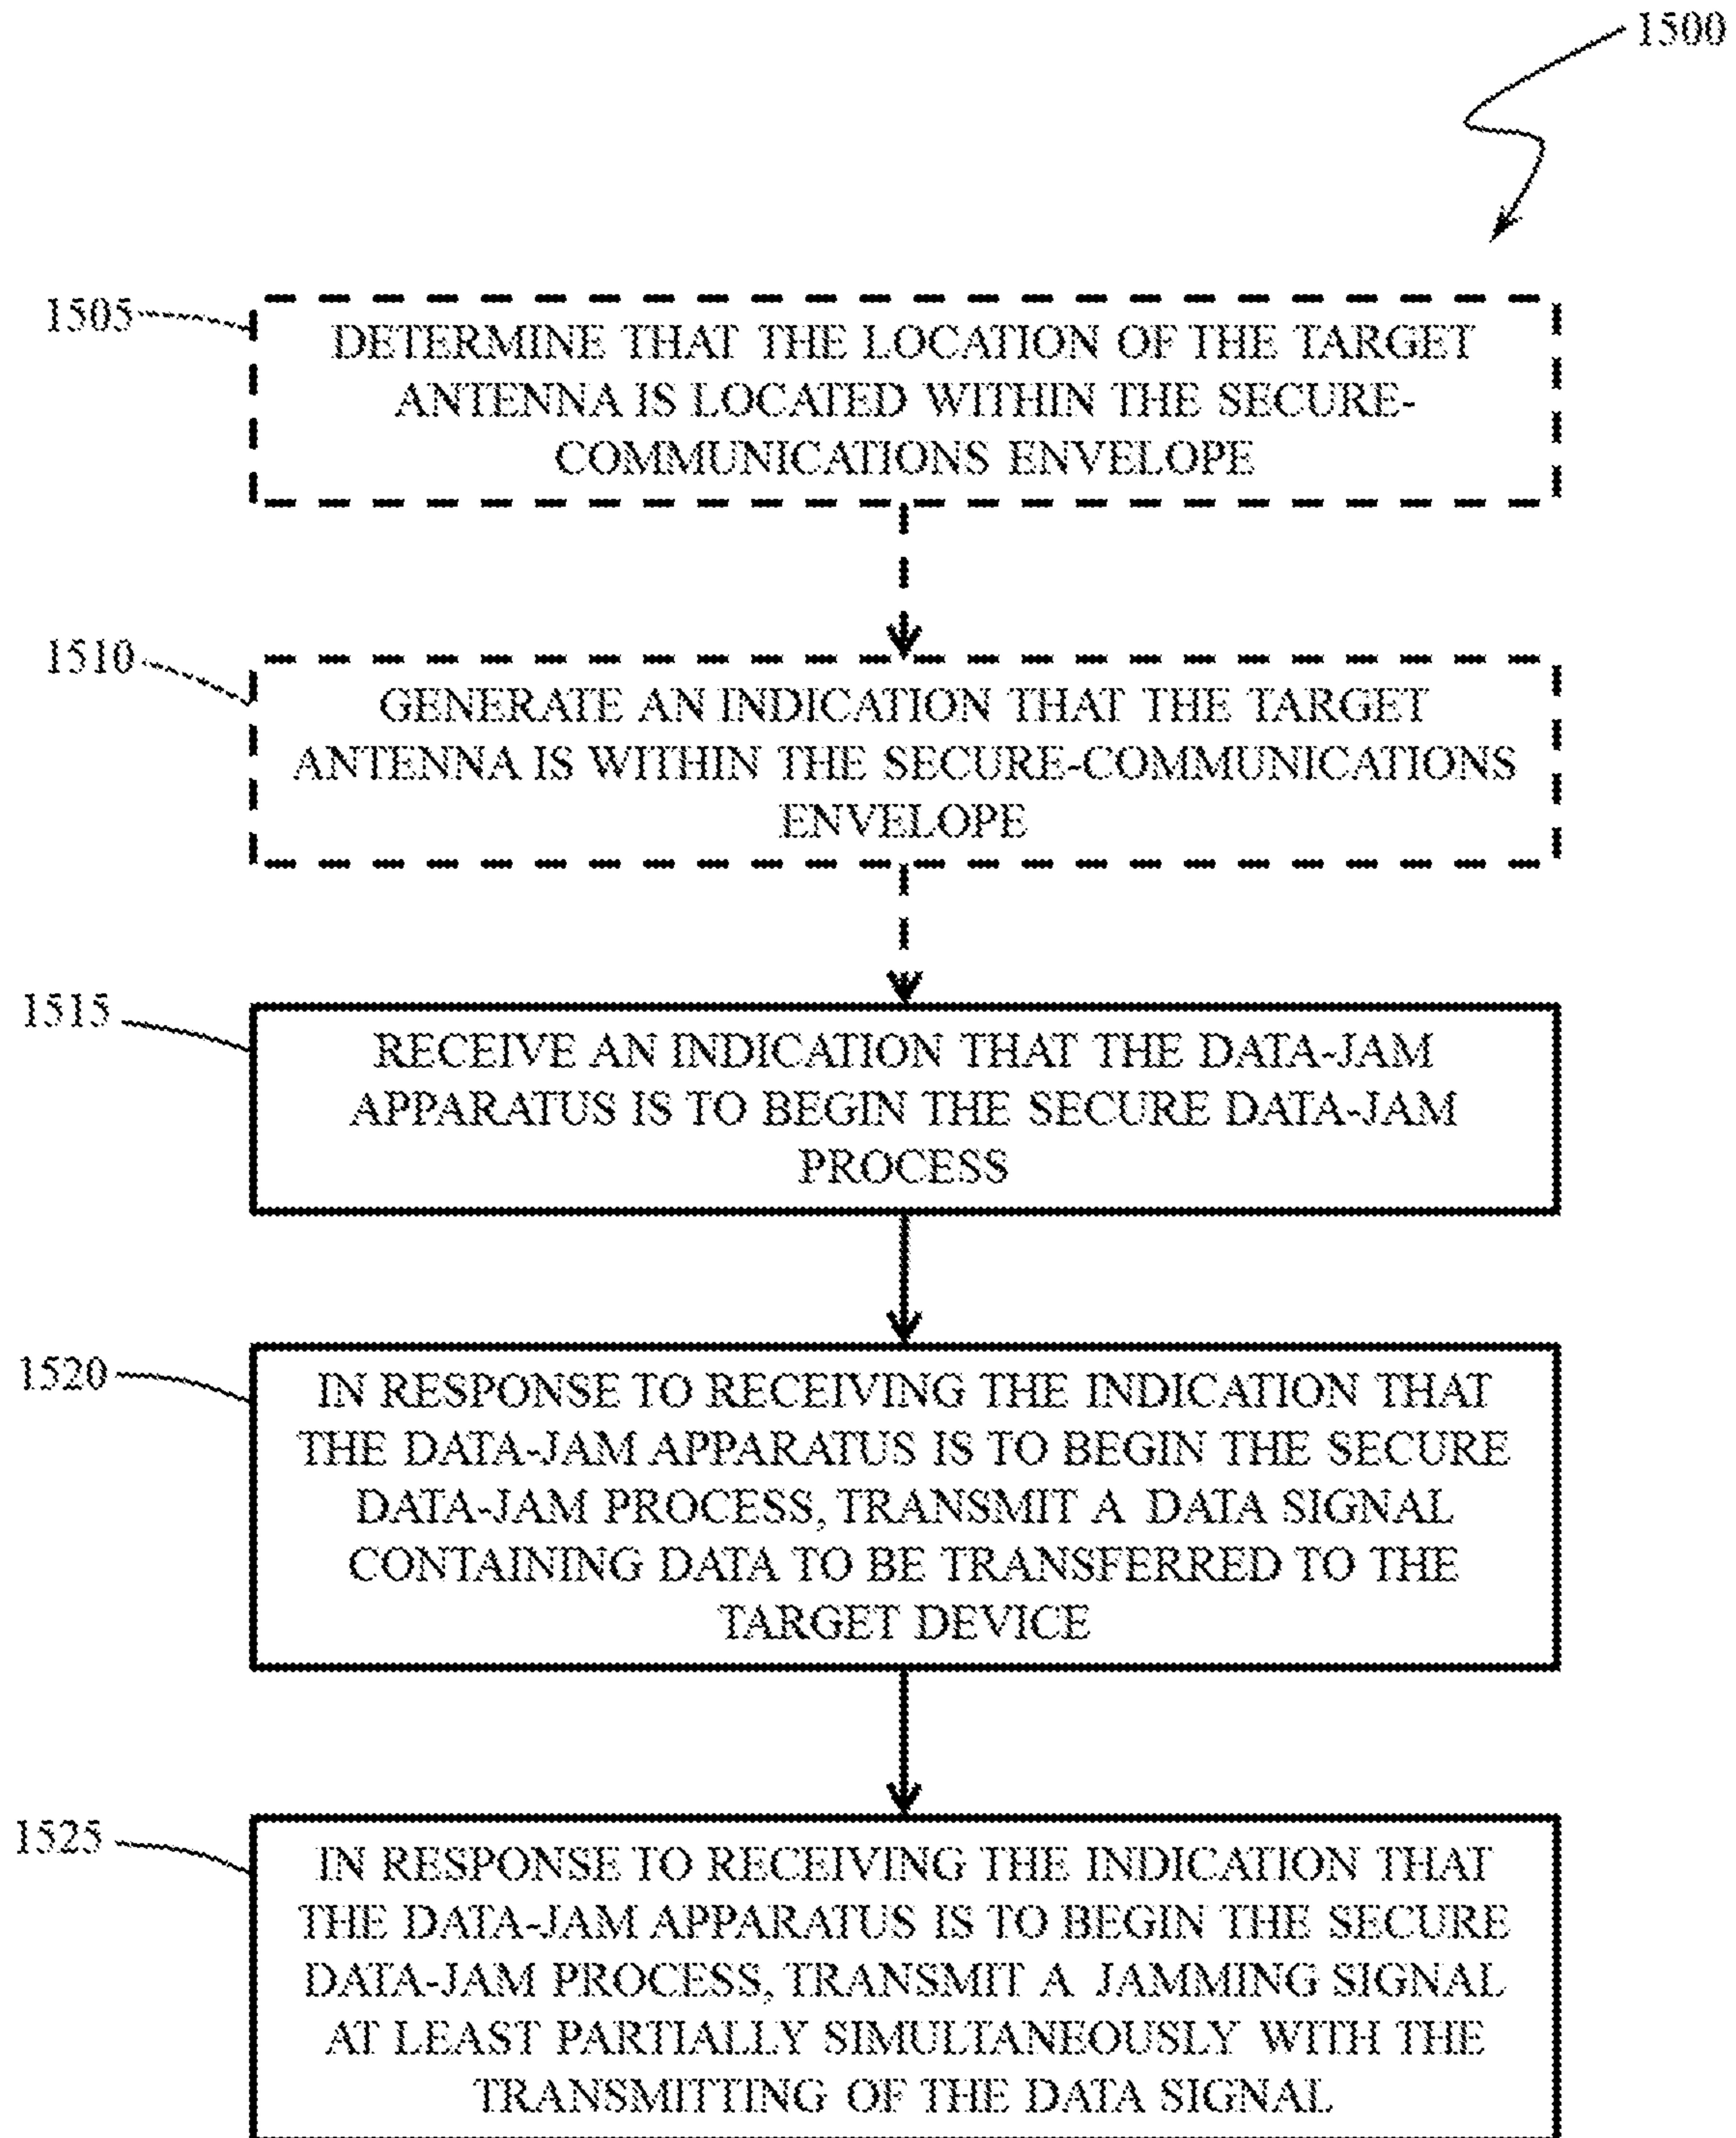 1500
1505
DETERMINE THAT THE LOCATION OF THE TARGET
ANTENNA IS LOCATED WITHIN THE SECURE-
COMMUNICATIONS ENVELOPE
1510
GENERATE AN INDICATION THAT THE TARGET
ANTENNA IS WITHIN THE SECURE-COMMUNICATIONS
ENVELOPE
1515
RECEIVE AN INDICATION THAT THE DATA-JAM
APPARATUS IS TO BEGIN THE SECURE DATA-JAM
PROCESS
1520
IN RESPONSE TO RECEIVING THE INDICATION THAT
THE DATA-JAM APPARATUS IS TO BEGIN THE SECURE
DATA-JAM PROCESS, TRANSMIT A DATA SIGNAL
CONTAINING DATA TO BE TRANSFERRED TO THE
TARGET DEVICE
1525
IN RESPONSE TO RECEIVING THE INDICATION THAT
THE DATA-JAM APPARATUS IS TO BEGIN THE SECURE
DATA-JAM PROCESS, TRANSMIT A JAMMING SIGNAL
AT LEAST PARTIALLY SIMULTANEOUSLY WITH THE
TRANSMITTING OF THE DATA SIGNAL